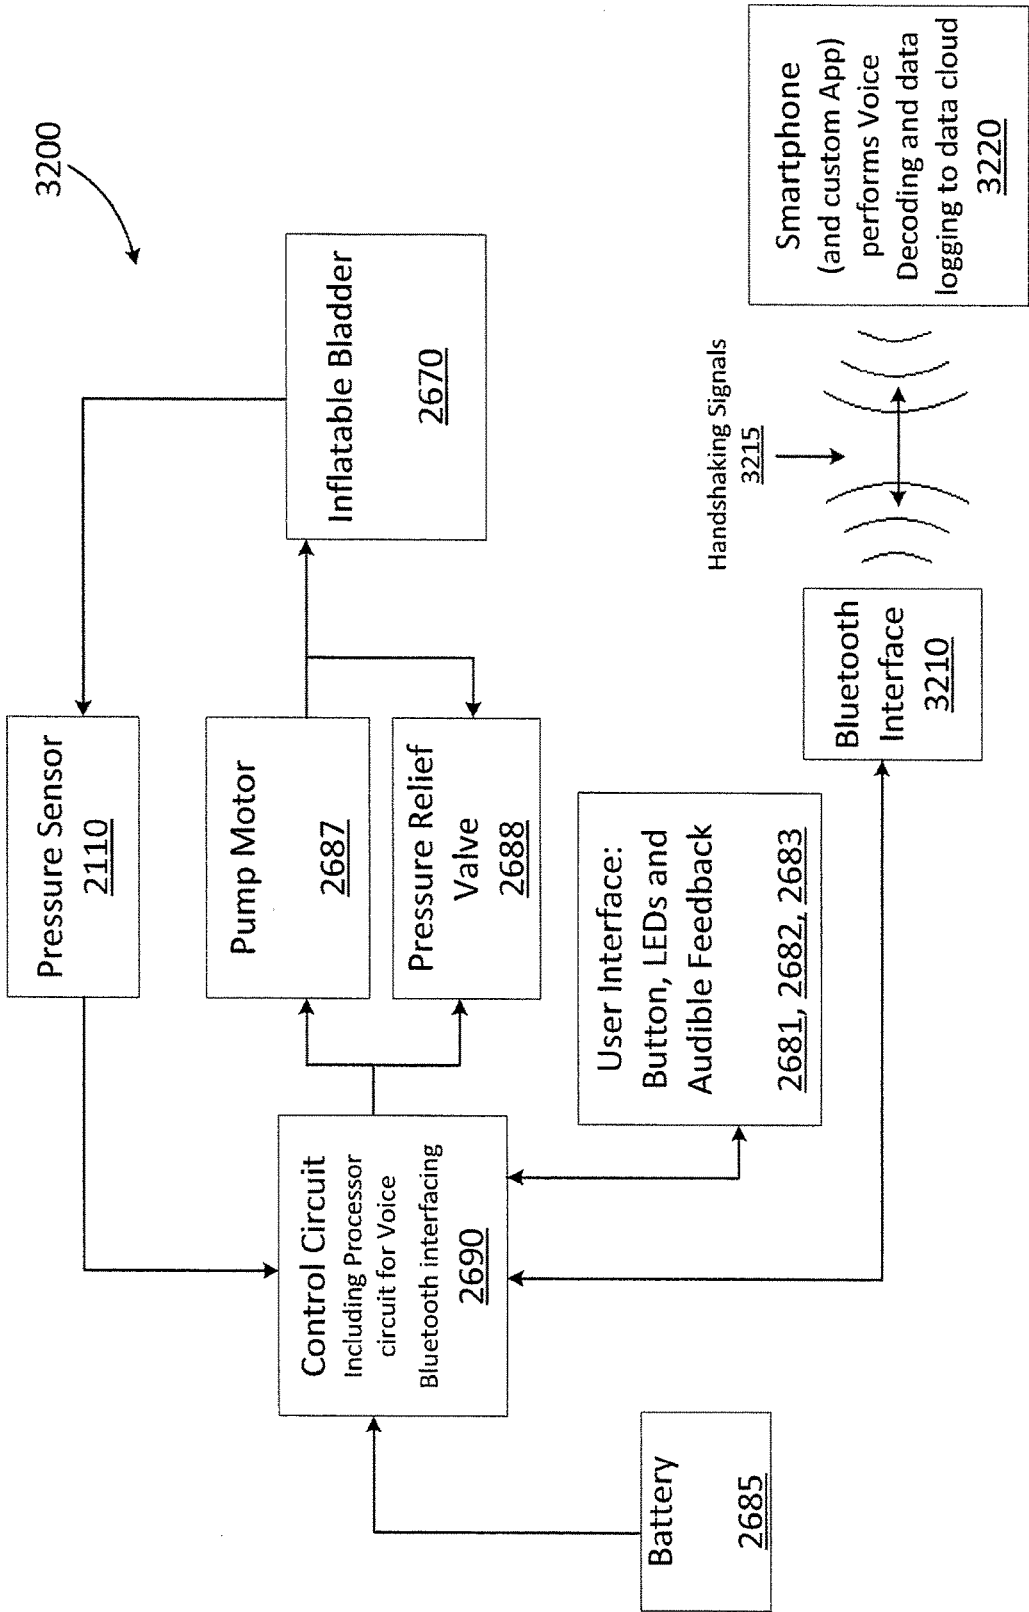 3200
Pressure Sensor
2110
Pump Motor
2687
Pressure Relief
Valve
2688
Inflatable Bladder
2670
Control Circuit
Including Processor
circuit for Voice
Bluetooth interfacing
2690
User Interface:
Button, LEDs and
Audible Feedback
2681, 2682, 2683
Battery
2685
Bluetooth
Interface
3210
Handshaking Signals
3215
Smartphone
(and custom App)
performs Voice
Decoding and data
logging to data cloud
3220